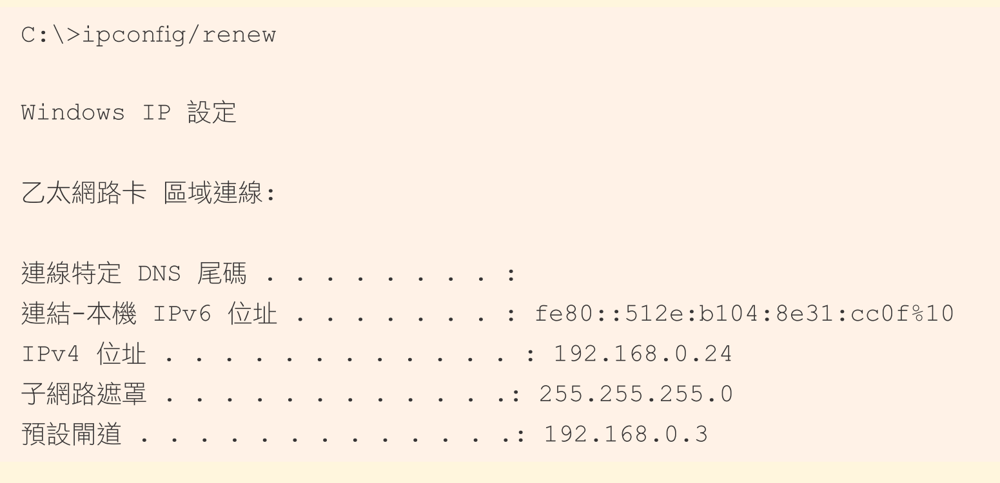 C:\>ipconfig/renew
Windows IP 設定
乙太網路卡 區域連線:
連線特定 DNS 尾碼 . . . . . . . . :
連結-本機 IPv6 位址 . . . . . . . : fe80::512e:b104:8e31:cc0f%10
IPv4 位址 . . . . . . . . . . . . : 192.168.0.24
子網路遮罩 . . . . . . . . . . . .: 255.255.255.0
預設閘道 . . . . . . . . . . . . .: 192.168.0.3